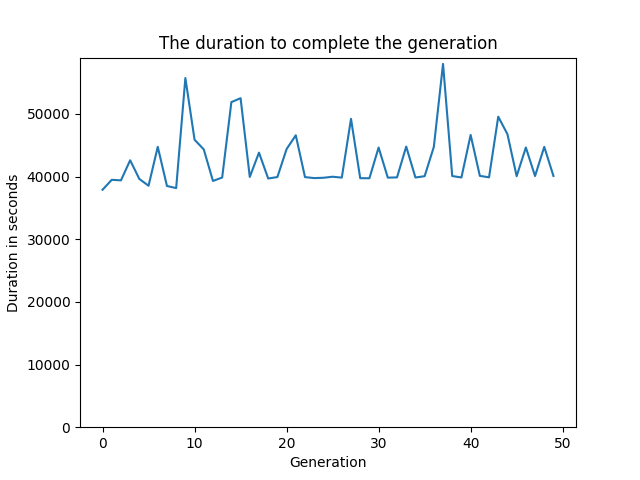 The duration to complete the generation
Duration in seconds
50000
40000
30000
20000
10000
0
0 10 20 30 40 50
Generation